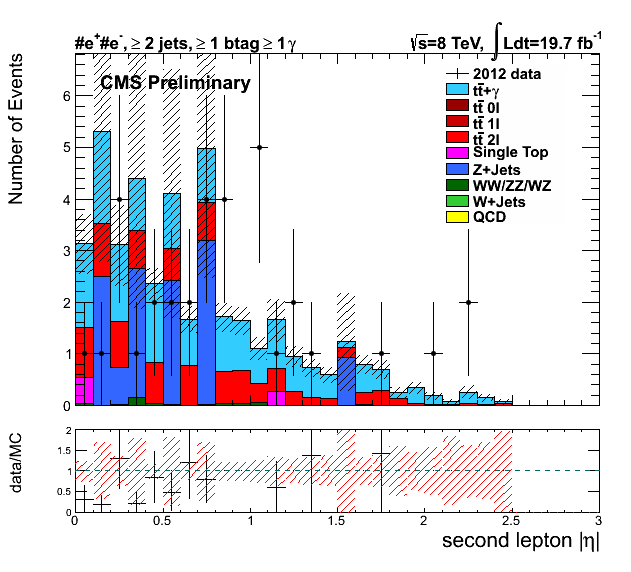 #e⁺#e⁻, ≥ 2 jets, ≥ 1 btag ≥ 1 γ
√s=8 TeV, ∫ Ldt=19.7 fb⁻¹
CMS Preliminary
2012 data
tt̄+γ
tt̄ 0l
tt̄ 1l
tt̄ 2l
Single Top
Z+Jets
WW/ZZ/WZ
W+Jets
QCD
Number of Events
6
5
4
3
2
1
0
data/MC
2
1.5
1
0.5
0
0
0.5
1
1.5
2
2.5
3
second lepton |η|